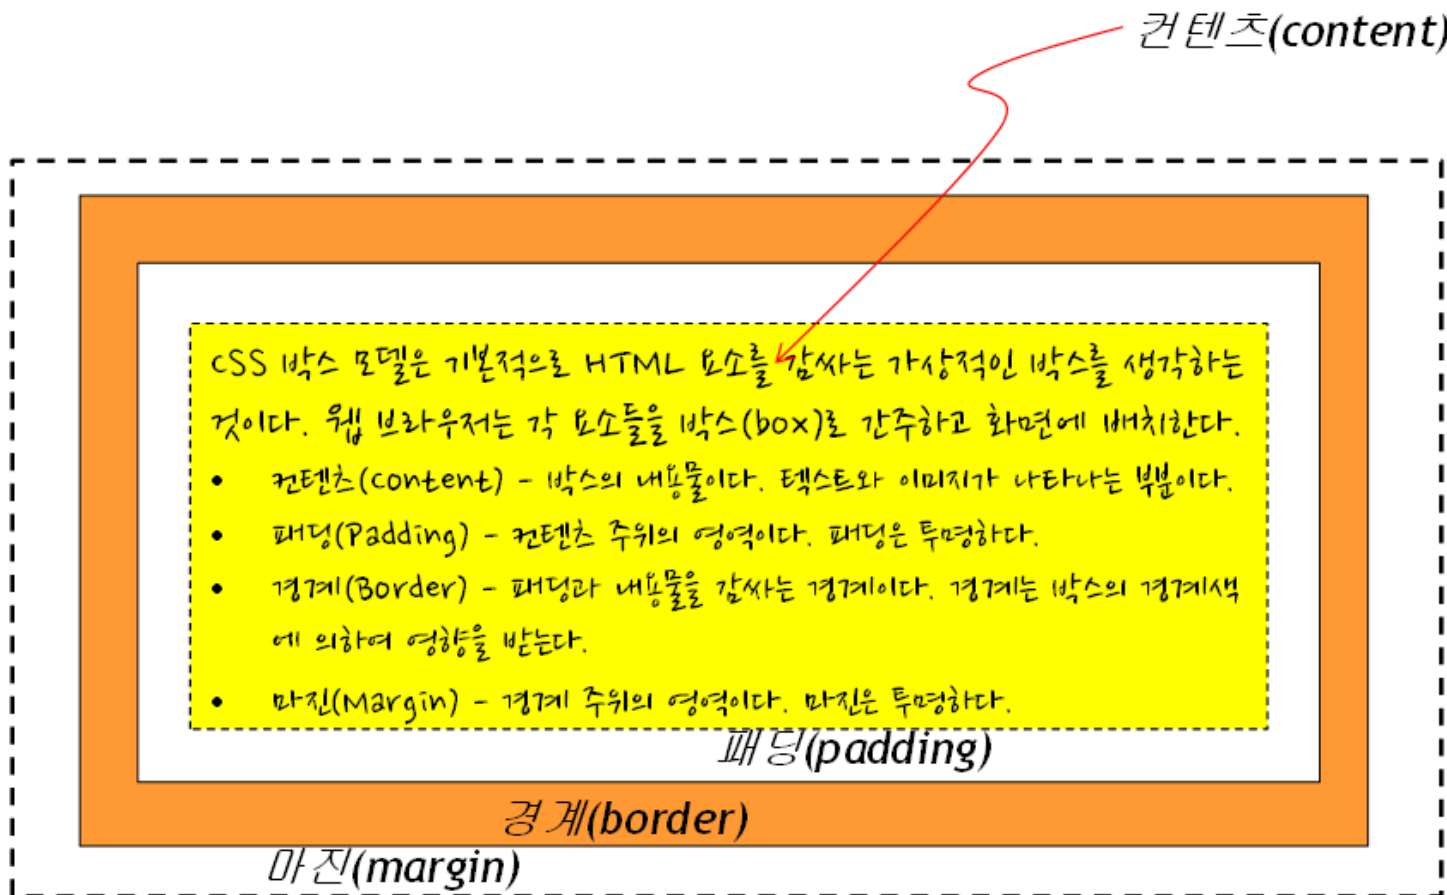 컨텐츠(content)
CSS 박스 모델은 기본적으로 HTML 요소를 감싸는 가상적인 박스를 생각하는
것이다. 웹 브라우저는 각 요소들을 박스(box)로 간주하고 화면에 배치한다.
• 컨텐츠(content) - 박스의 내용물이다. 텍스트와 이미지가 나타나는 부분이다.
• 패딩(Padding) - 컨텐츠 주위의 영역이다. 패딩은 투명하다.
• 경계(Border) - 패딩과 내용물을 감싸는 경계이다. 경계는 박스의 경계색
에 의하여 영향을 받는다.
• 마진(Margin) - 경계 주위의 영역이다. 마진은 투명하다.
패딩(padding)
경계(border)
마진(margin)